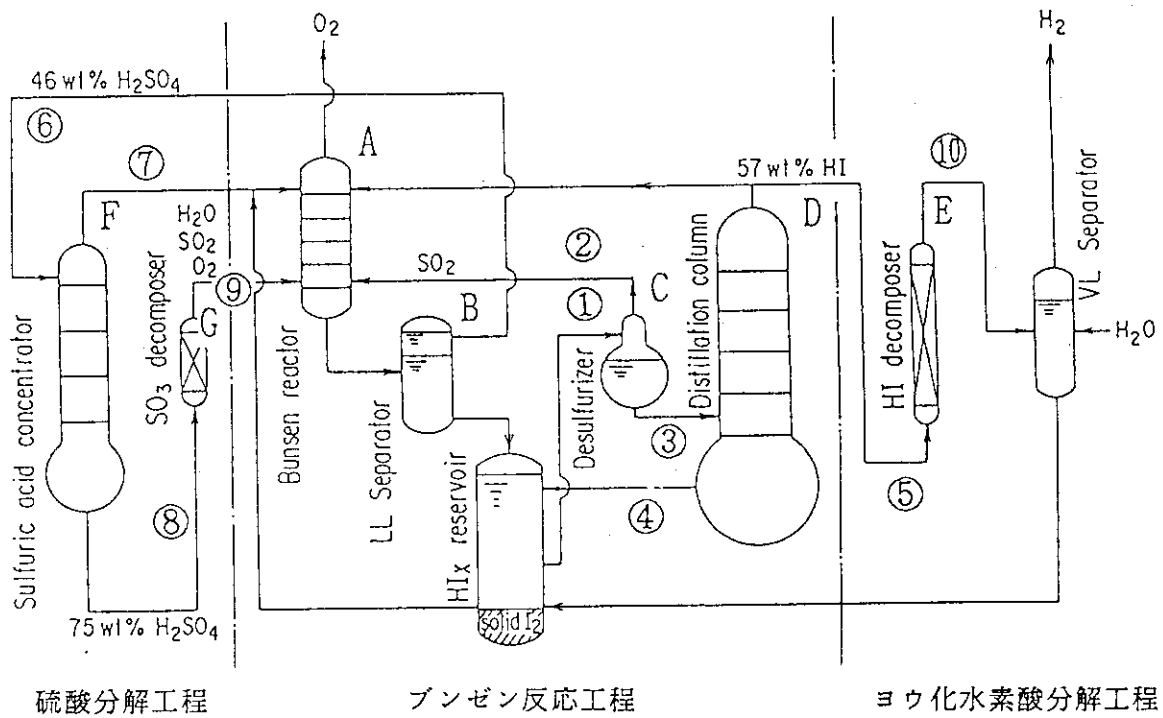 O₂
H₂
46 wt% H₂SO₄
⑥
⑦
A
57 wt% HI
⑩
F
H₂O
SO₂
O₂
⑨
G
SO₃ decomposer
Sulfuric acid concentrator
②
SO₂
①
C
B
D
E
VL Separator
H₂O
Bunsen reactor
LL Separator
Desulfurizer
Distillation column
HI decomposer
③
④
⑤
⑧
HIx reservoir
solid I₂
75 wt% H₂SO₄
硫酸分解工程
ブンゼン反応工程
ヨウ化水素酸分解工程